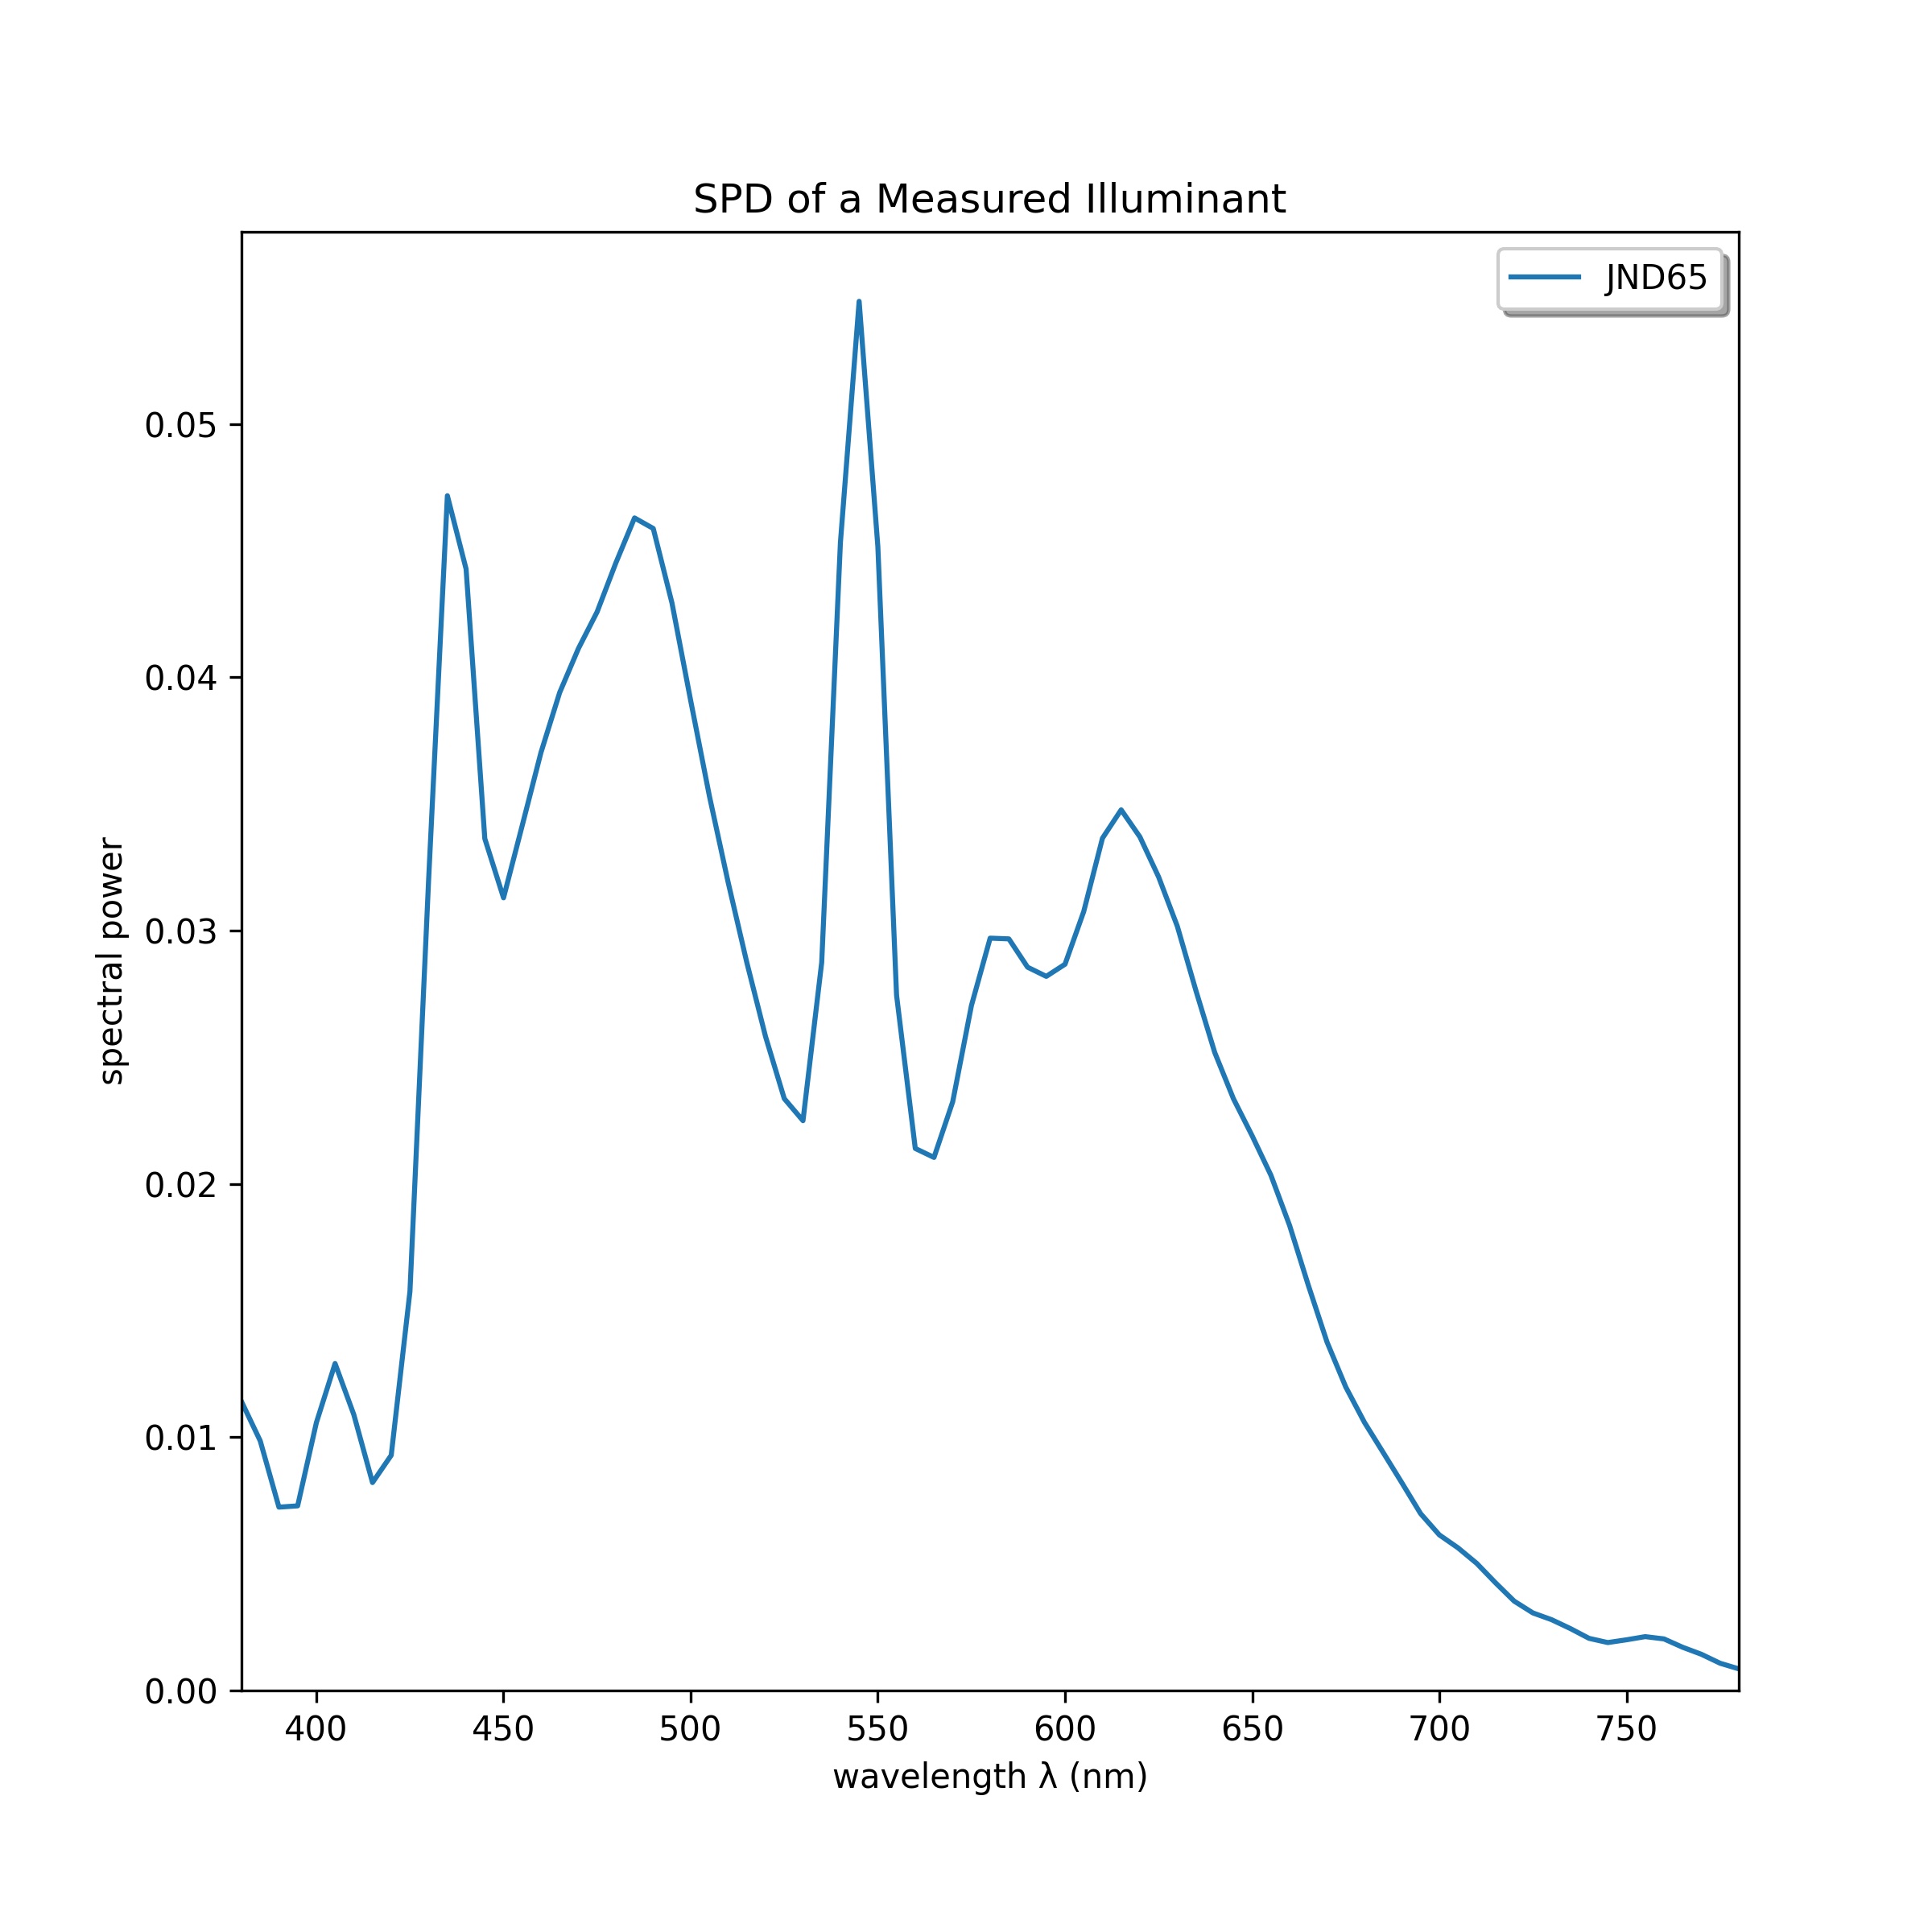 SPD of a Measured Illuminant
JND65
spectral power
0.05
0.04
0.03
0.02
0.01
0.00
400 450 500 550 600 650 700 750
wavelength λ (nm)